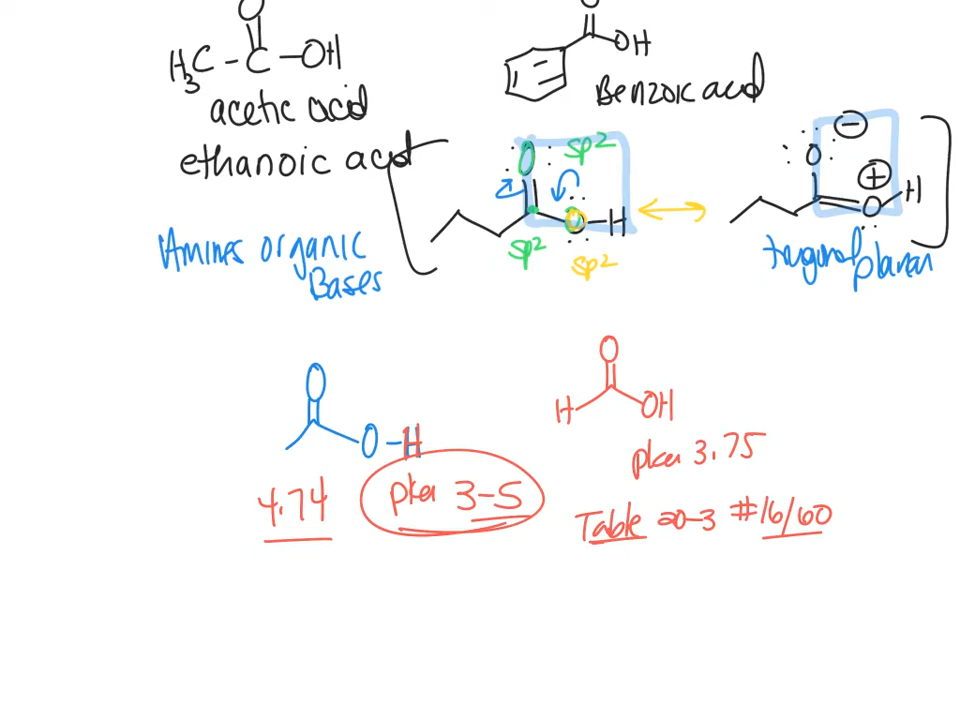 O
O
H3C - C - OH
OH
acetic acid
Benzoic acid
ethanoic acid
O
sp2
O
−
+
O
H
O
H
sp2
sp2
trigonal planar
Amines organic
Bases
O
O
O - H
H
OH
pka 3.75
4.74
pka 3-5
Table 20-3 #16/60